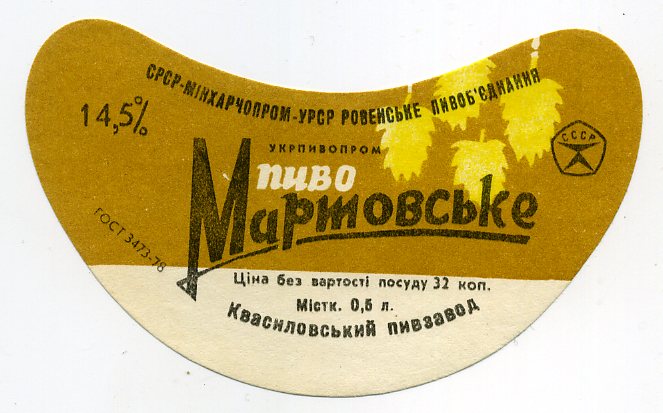 СРСР-МІНХАРЧОПРОМ-УРСР РОВЕНСЬКЕ ПИВОБ'ЄДНАННЯ
14,5%
УКРПИВОПРОМ
СССР
пиво
Мартовське
ГОСТ 3473-78
Ціна без вартості посуду 32 коп.
Містк. 0,5 л.
Квасиловський пивзавод